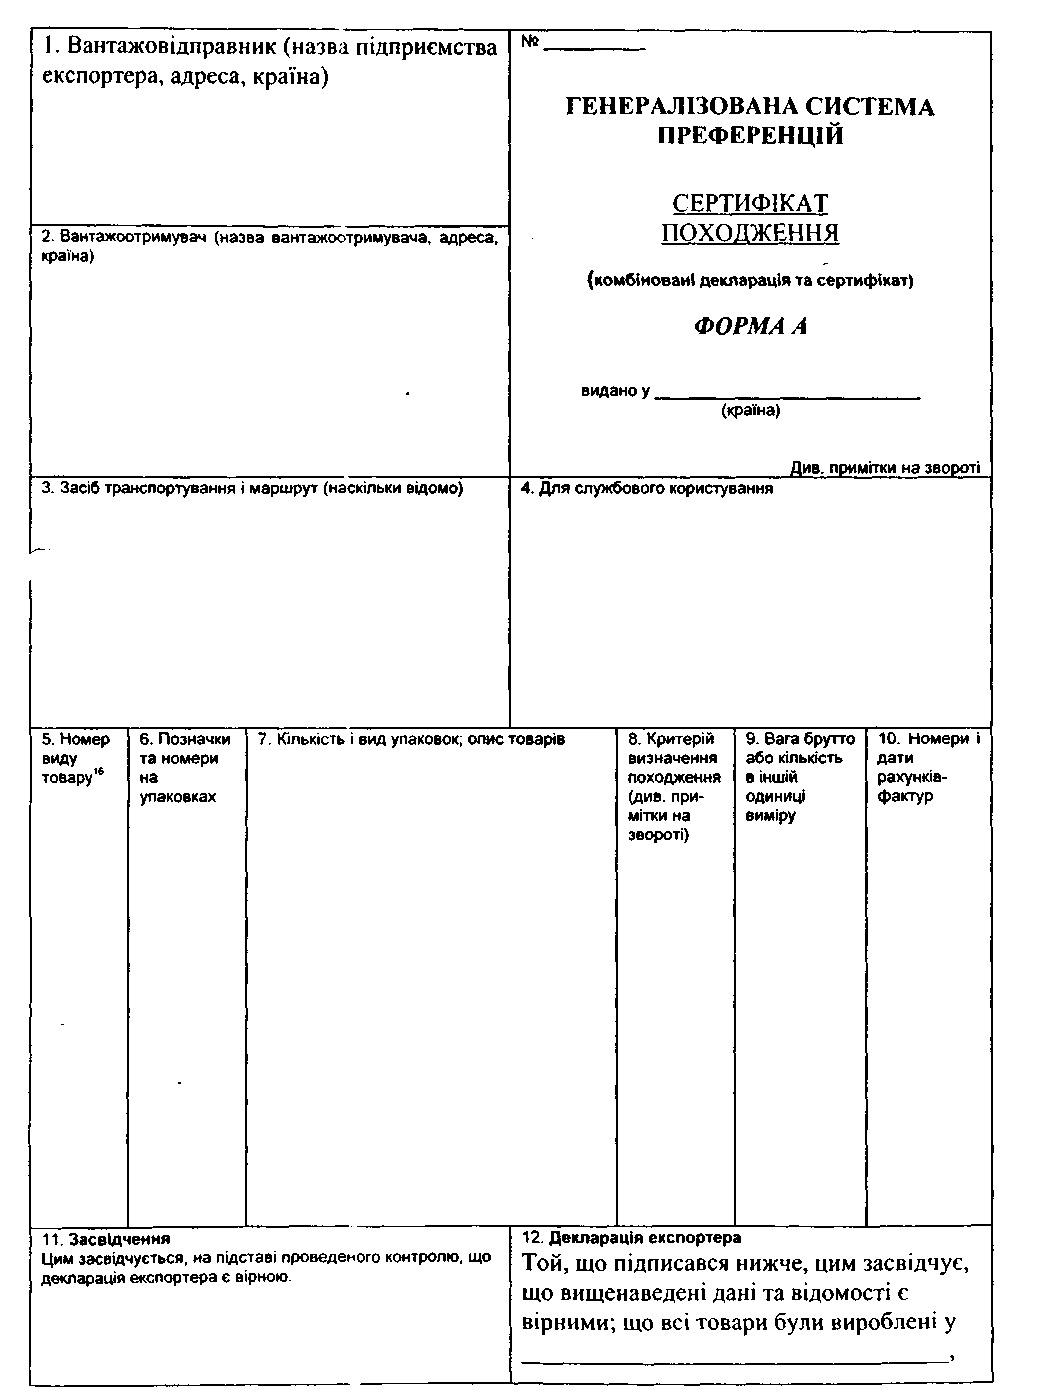 1. Вантажовідправник (назва підприємства
експортера, адреса, країна)
№
ГЕНЕРАЛІЗОВАНА СИСТЕМА
ПРЕФЕРЕНЦІЙ
СЕРТИФІКАТ
ПОХОДЖЕННЯ
(комбіновані декларація та сертифікат)
ФОРМА А
видано у
(країна)
Див. примітки на звороті
2. Вантажоотримувач (назва вантажоотримувача, адреса,
країна)
3. Засіб транспортування і маршрут (наскільки відомо)
4. Для службового користування
5. Номер
виду
товару16
6. Позначки
та номери
на
упаковках
7. Кількість і вид упаковок; опис товарів
8. Критерій
визначення
походження
(див. при-
мітки на
звороті)
9. Вага брутто
або кількість
в іншій
одиниці
виміру
10. Номери і
дати
рахунків-
фактур
11. Засвідчення
Цим засвідчується, на підставі проведеного контролю, що
декларація експортера є вірною.
12. Декларація експортера
Той, що підписався нижче, цим засвідчує,
що вищенаведені дані та відомості є
вірними; що всі товари були вироблені у
,